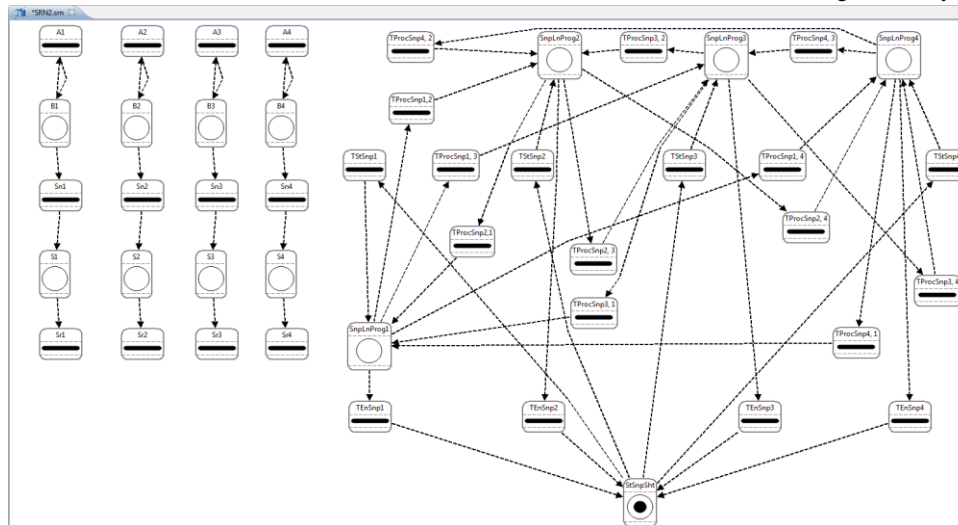 *SRN2.srn
A1 A2 A3 A4 TProcSnp4, 2 SnpLnProg2 TProcSnp3, 2 SnpLnProg3 TProcSnp4, 3 SnpLnProg4
B1 B2 B3 B4 TProcSnp1,2
TStSnp1 TProcSnp1, 3 TStSnp2 TStSnp3 TProcSnp1, 4
Sn1 Sn2 Sn3 Sn4
TProcSnp2, 4
TProcSnp2,1
TProcSnp2, 3
S1 S2 S3 S4
TProcSnp3, 4
TProcSnp3, 1
Sr1 Sr2 Sr3 Sr4 SnpLnProg1 TProcSnp4, 1
TEnSnp1 TEnSnp2 TEnSnp3 TEnSnp4
StSnpSht